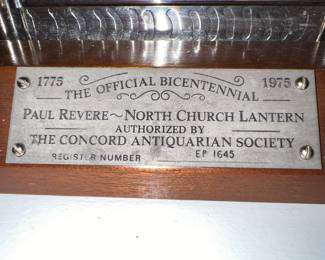 1775 1975
THE OFFICIAL BICENTENNIAL
PAUL REVERE~NORTH CHURCH LANTERN
AUTHORIZED BY
THE CONCORD ANTIQUARIAN SOCIETY
REGISTER NUMBER EP 1645